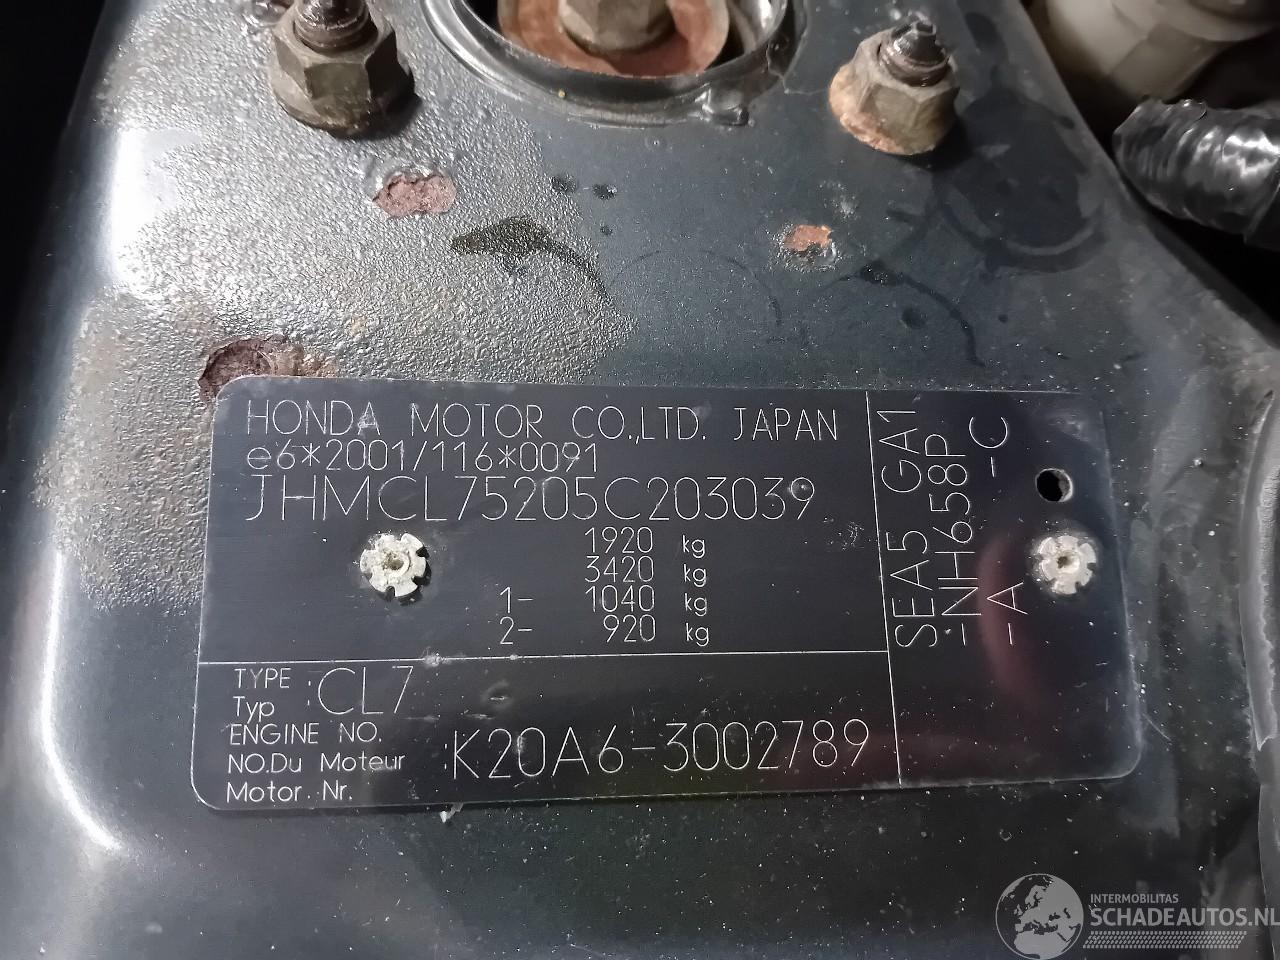 HONDA MOTOR CO.,LTD. JAPAN
e6*2001/116*0091
JHMCL75205C203039
1920 kg
3420 kg
1- 1040 kg
2- 920 kg
TYPE
Typ
:CL7
ENGINE NO.
NO.Du Moteur
Motor. Nr.
:K20A6-3002789
SEA5 GA1
-NH658P
-A -C
INTERMOBILITAS
SCHADEAUTOS.NL